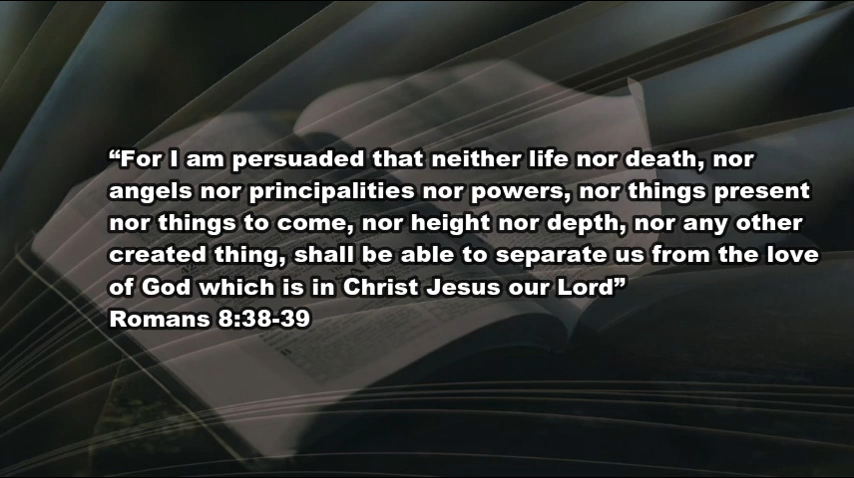 “For I am persuaded that neither life nor death, nor
angels nor principalities nor powers, nor things present
nor things to come, nor height nor depth, nor any other
created thing, shall be able to separate us from the love
of God which is in Christ Jesus our Lord”
Romans 8:38-39